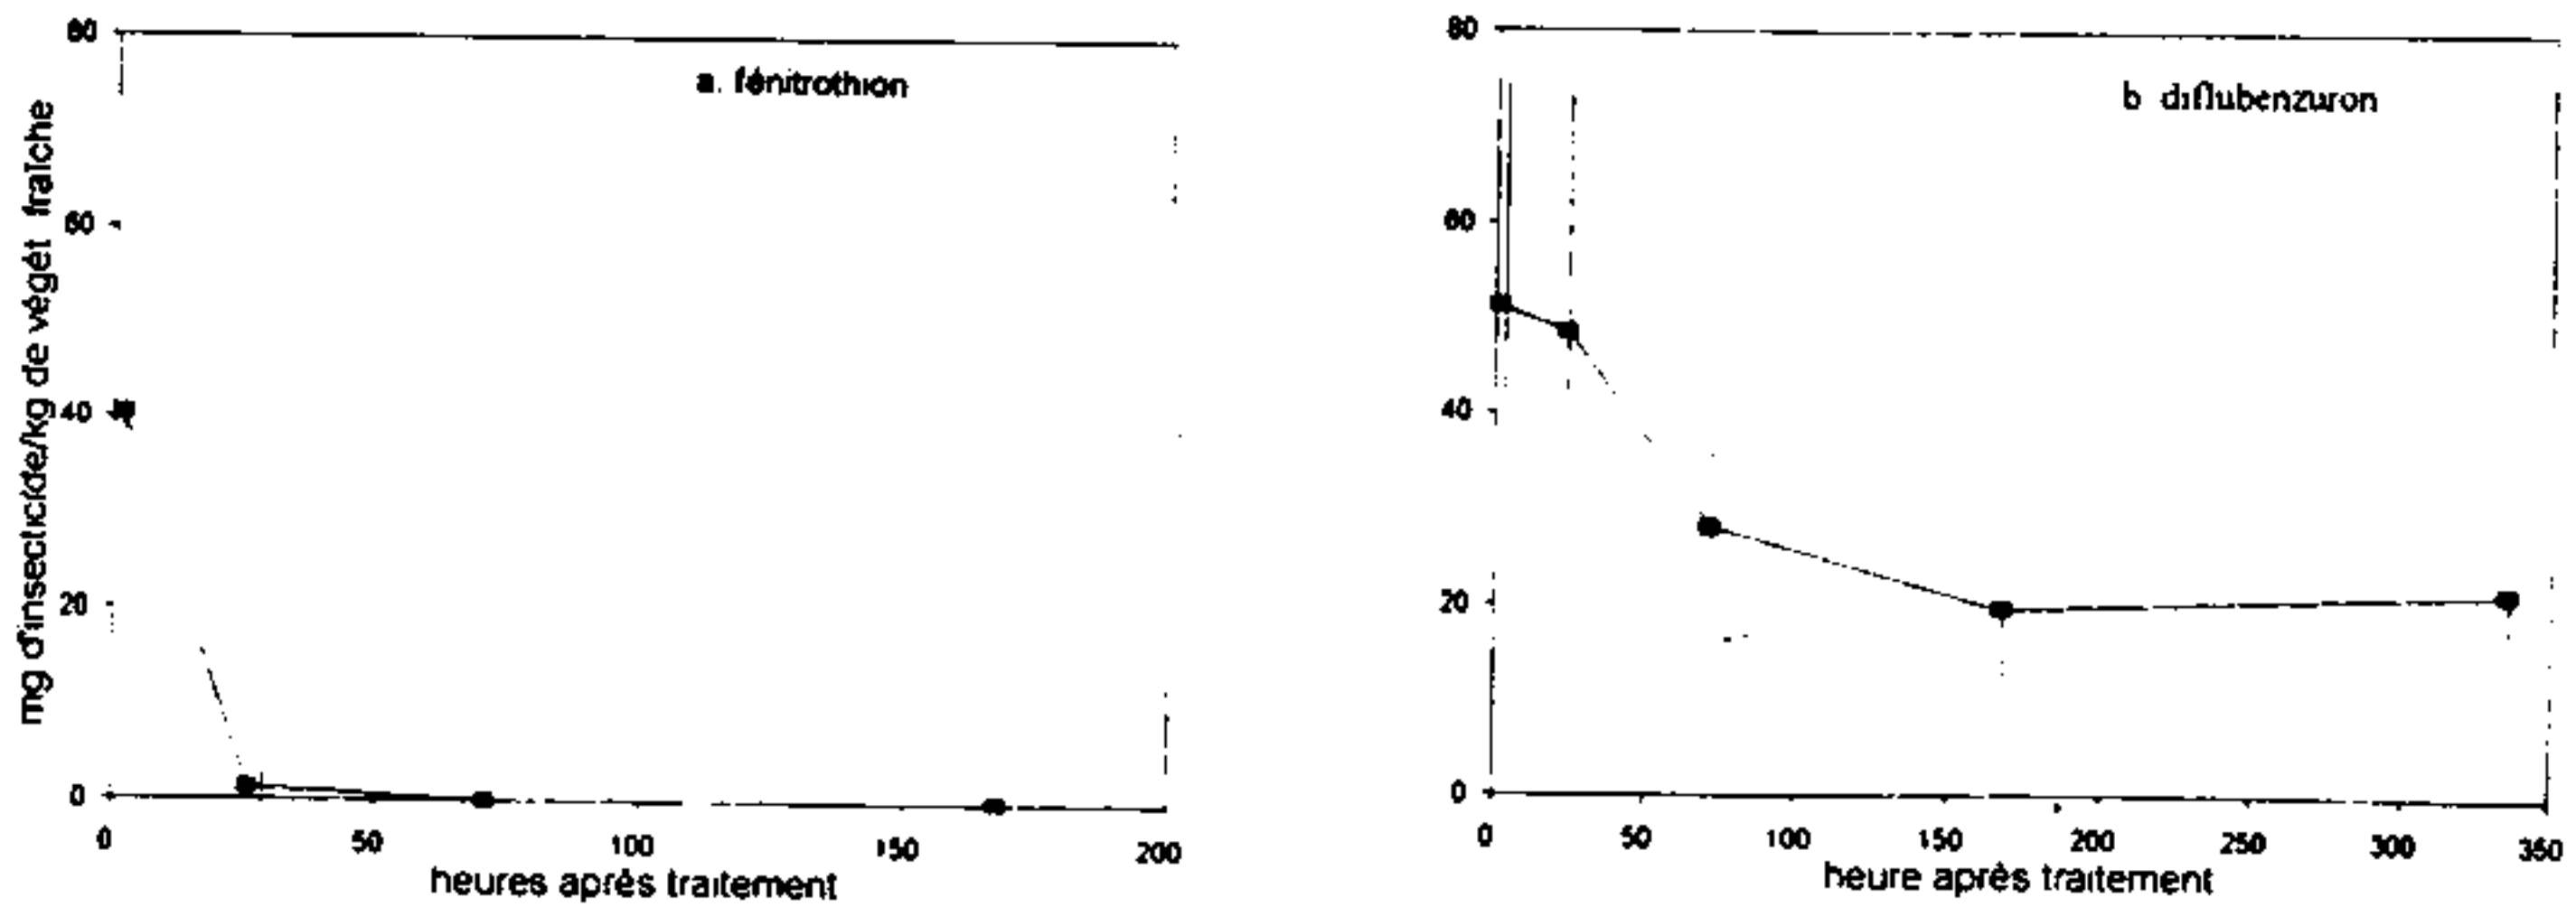 mg d'insecticide/kg de végét fraîche
80
60
40
20
0
a. fénitrothion
0 50 100 150 200
heures après traitement
80
60
40
20
0
b diflubenzuron
0 50 100 150 200 250 300 350
heure après traitement